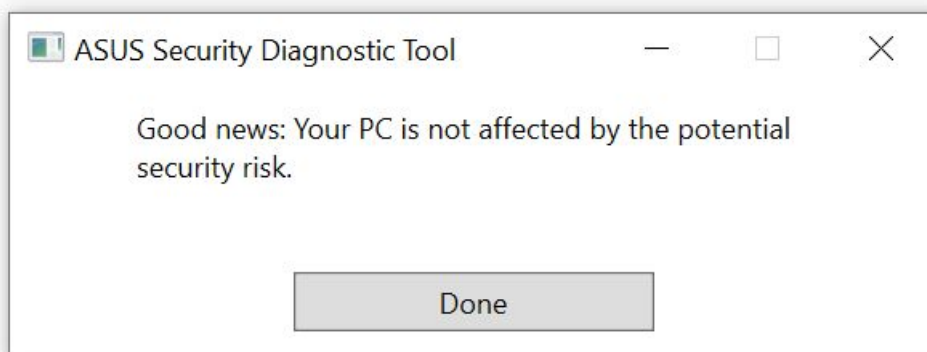 ASUS Security Diagnostic Tool
Good news: Your PC is not affected by the potential
security risk.
Done